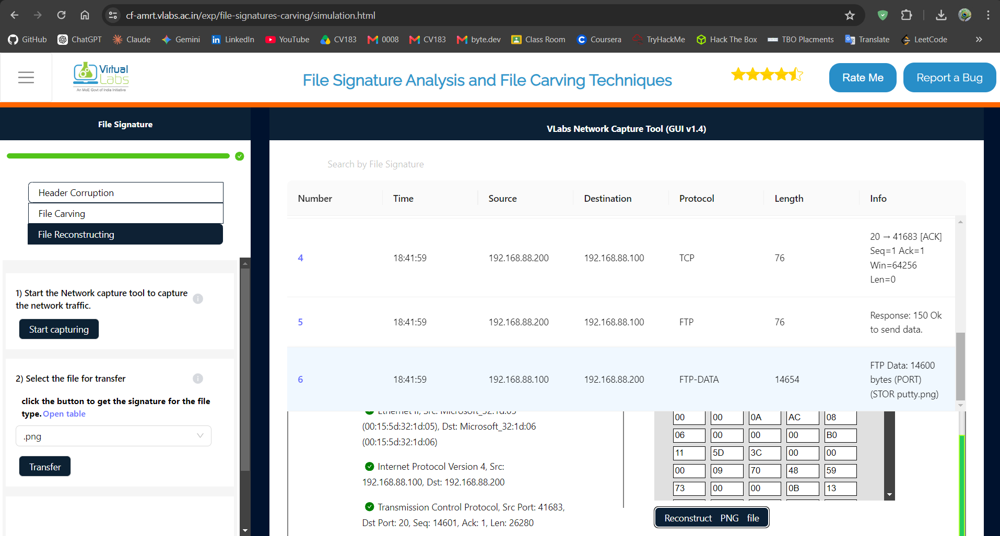 cf-amrt.vlabs.ac.in/exp/file-signatures-carving/simulation.html
GitHub ChatGPT Claude Gemini LinkedIn YouTube CV183 0008 CV183 byte.dev Class Room Coursera TryHackMe Hack The Box TBO Placments Translate LeetCode
Virtual
Labs
An MoE Govt of India Initiative
File Signature Analysis and File Carving Techniques
Rate Me
Report a Bug
File Signature
Header Corruption
File Carving
File Reconstructing
1) Start the Network capture tool to capture
the network traffic.
Start capturing
2) Select the file for transfer
click the button to get the signature for the file
type. Open table
.png
Transfer
VLabs Network Capture Tool (GUI v1.4)
Search by File Signature
Number Time Source Destination Protocol Length Info
4 18:41:59 192.168.88.200 192.168.88.100 TCP 76 20 → 41683 [ACK]
Seq=1 Ack=1
Win=64256
Len=0
5 18:41:59 192.168.88.200 192.168.88.100 FTP 76 Response: 150 Ok
to send data.
6 18:41:59 192.168.88.100 192.168.88.200 FTP-DATA 14654 FTP Data: 14600
bytes (PORT)
(STOR putty.png)
Ethernet II, Src: Microsoft_32:1d:05
(00:15:5d:32:1d:05), Dst: Microsoft_32:1d:06
(00:15:5d:32:1d:06)
Internet Protocol Version 4, Src:
192.168.88.100, Dst: 192.168.88.200
Transmission Control Protocol, Src Port: 41683,
Dst Port: 20, Seq: 14601, Ack: 1, Len: 26280
00 00 0A AC 08
06 00 00 00 B0
11 5D 3C 00 00
00 09 70 48 59
73 00 00 0B 13
Reconstruct PNG file